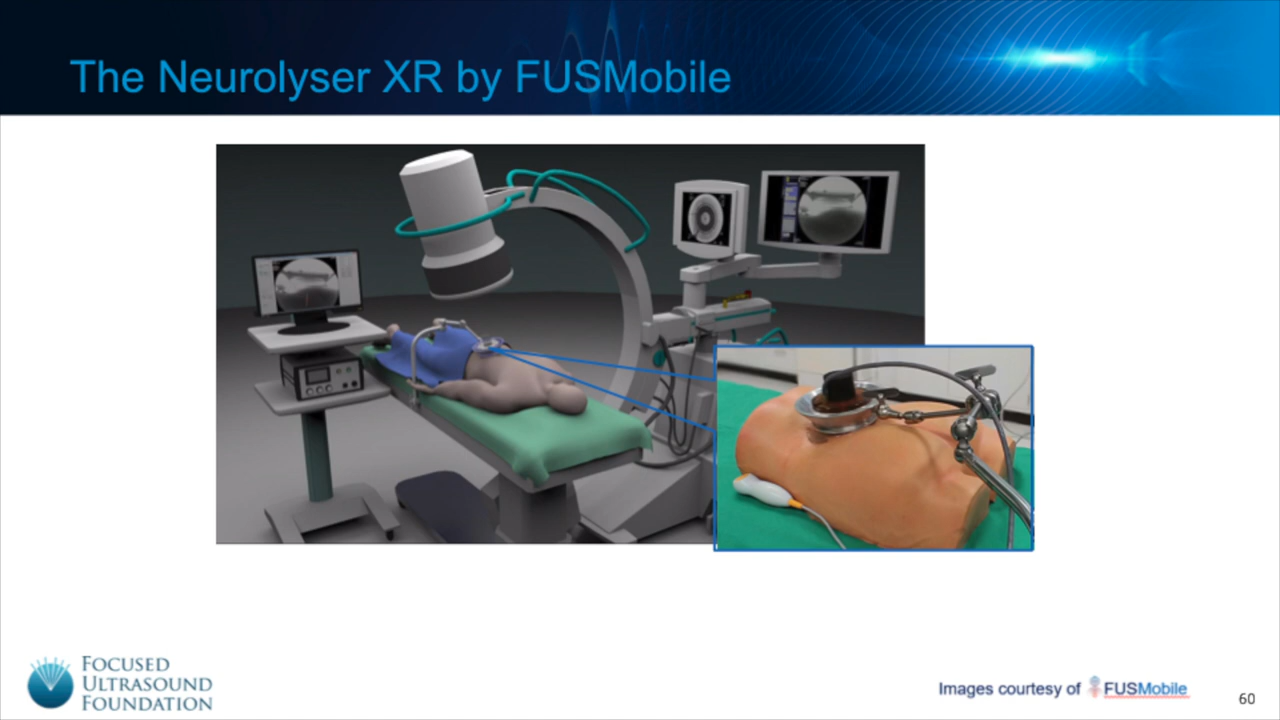 The Neurolyser XR by FUSMobile
FOCUSED
ULTRASOUND
FOUNDATION
Images courtesy of FUSMobile
60